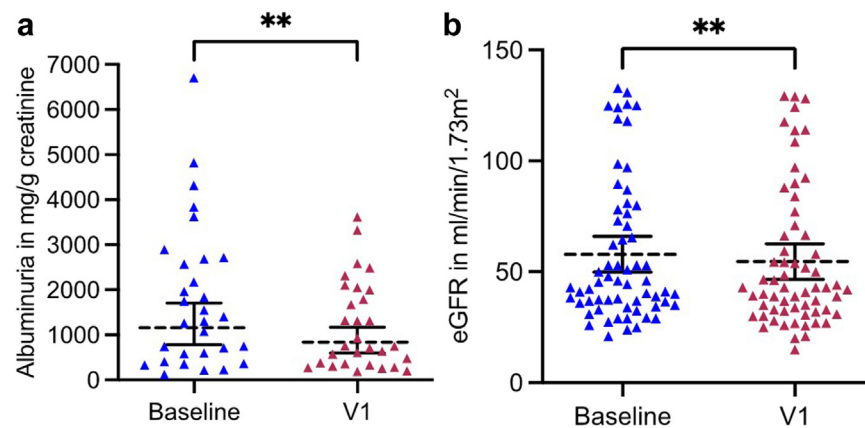 a
**
Albuminuria in mg/g creatinine
7000
6000
5000
4000
3000
2000
1000
0
Baseline
V1
b
**
eGFR in ml/min/1.73m²
150
100
50
0
Baseline
V1